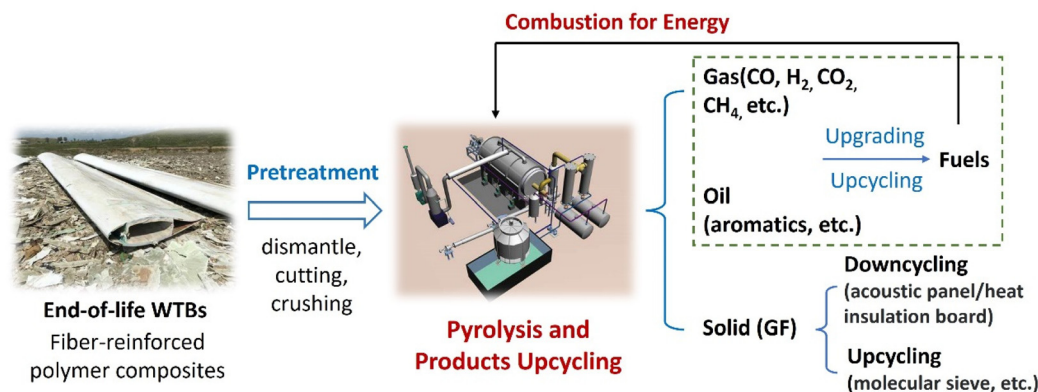 Combustion for Energy
Gas(CO, H₂, CO₂,
CH₄, etc.)
Upgrading
Upcycling
Fuels
Oil
(aromatics, etc.)
Pretreatment
dismantle,
cutting,
crushing
End-of-life WTBs
Fiber-reinforced
polymer composites
Pyrolysis and
Products Upcycling
Solid (GF)
Downcycling
(acoustic panel/heat
insulation board)
Upcycling
(molecular sieve, etc.)